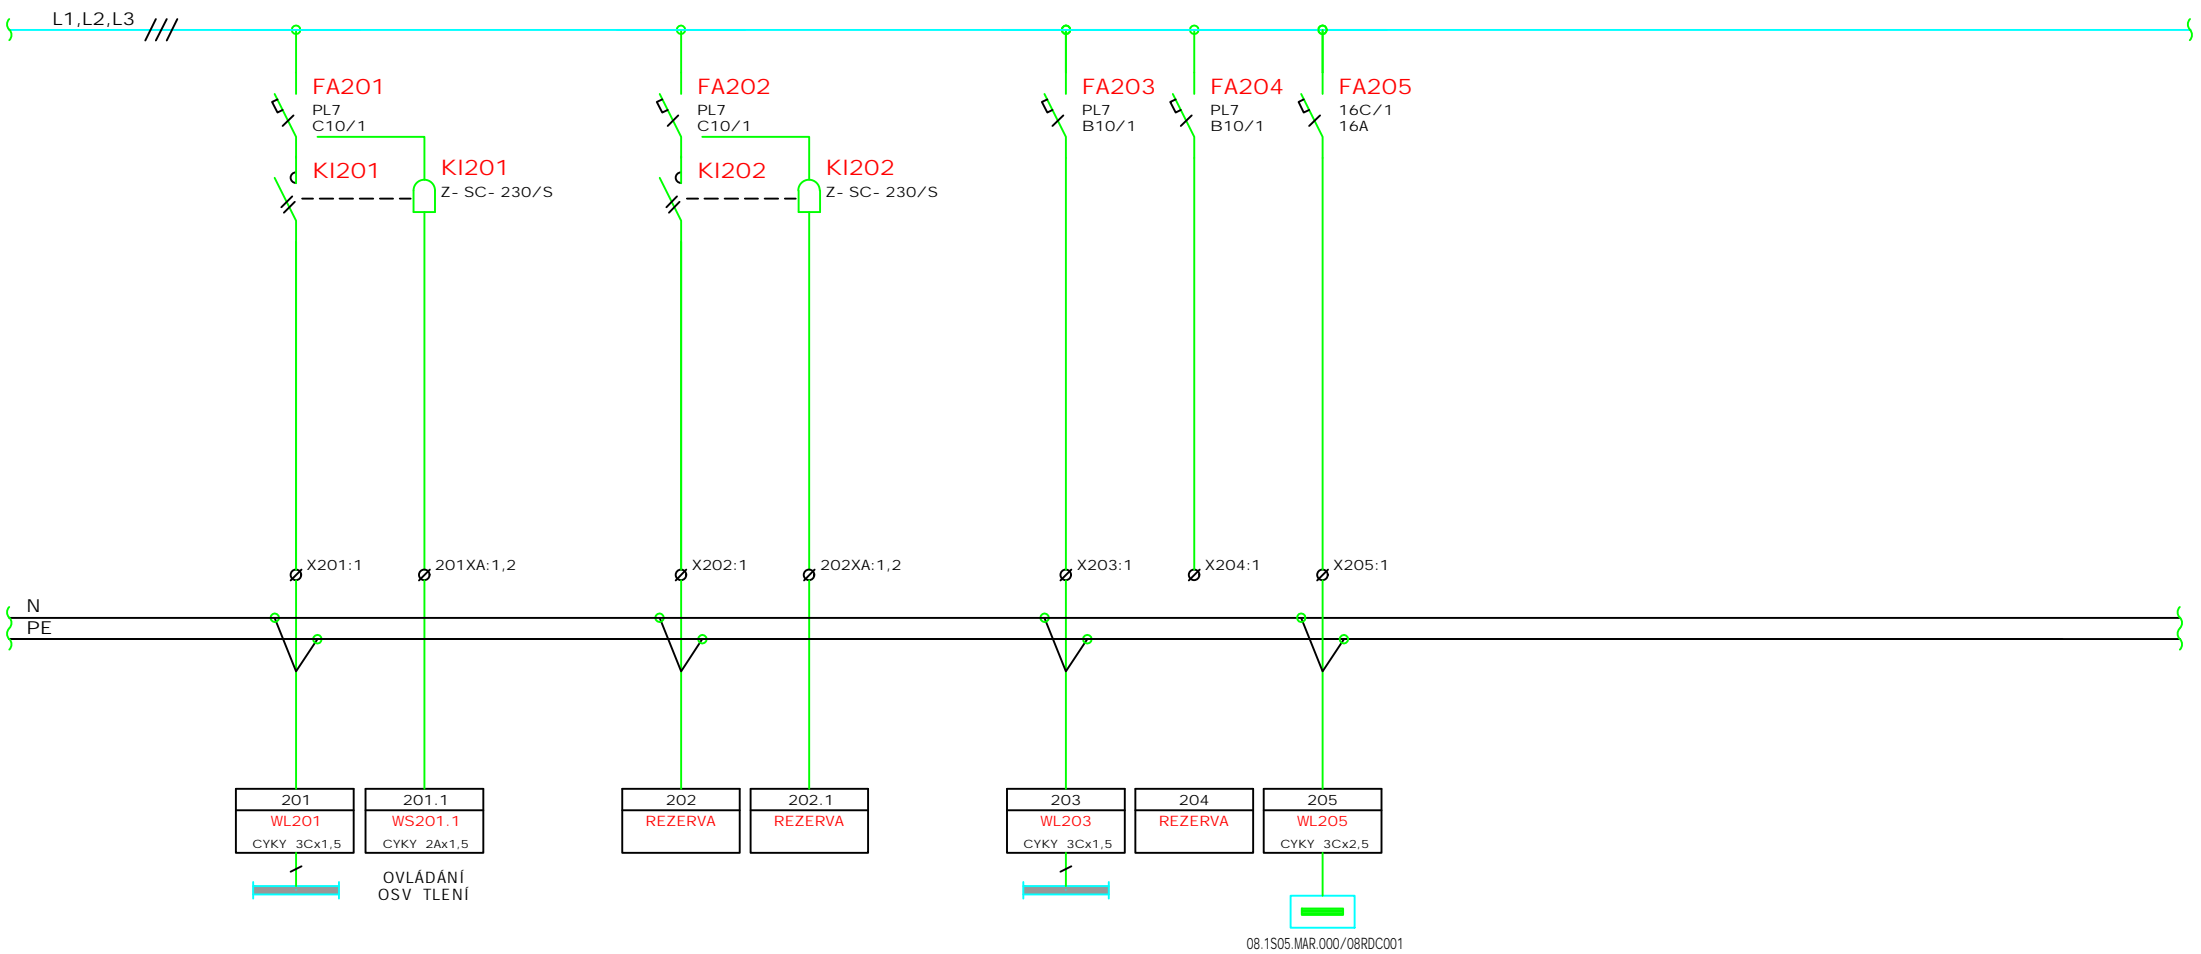 L1,L2,L3
FA201
PL7
C10/1
KI201
KI201
Z-SC-230/S
FA202
PL7
C10/1
KI202
KI202
Z-SC-230/S
FA203
PL7
B10/1
FA204
PL7
B10/1
FA205
16C/1
16A
X201:1
201XA:1,2
X202:1
202XA:1,2
X203:1
X204:1
X205:1
N
PE
201
WL201
CYKY 3Cx1,5
201.1
WS201.1
CYKY 2Ax1,5
OVLÁDÁNÍ
OSV TLENÍ
202
REZERVA
202.1
REZERVA
203
WL203
CYKY 3Cx1,5
204
REZERVA
205
WL205
CYKY 3Cx2,5
08.1S05.MAR.000/08RDC001